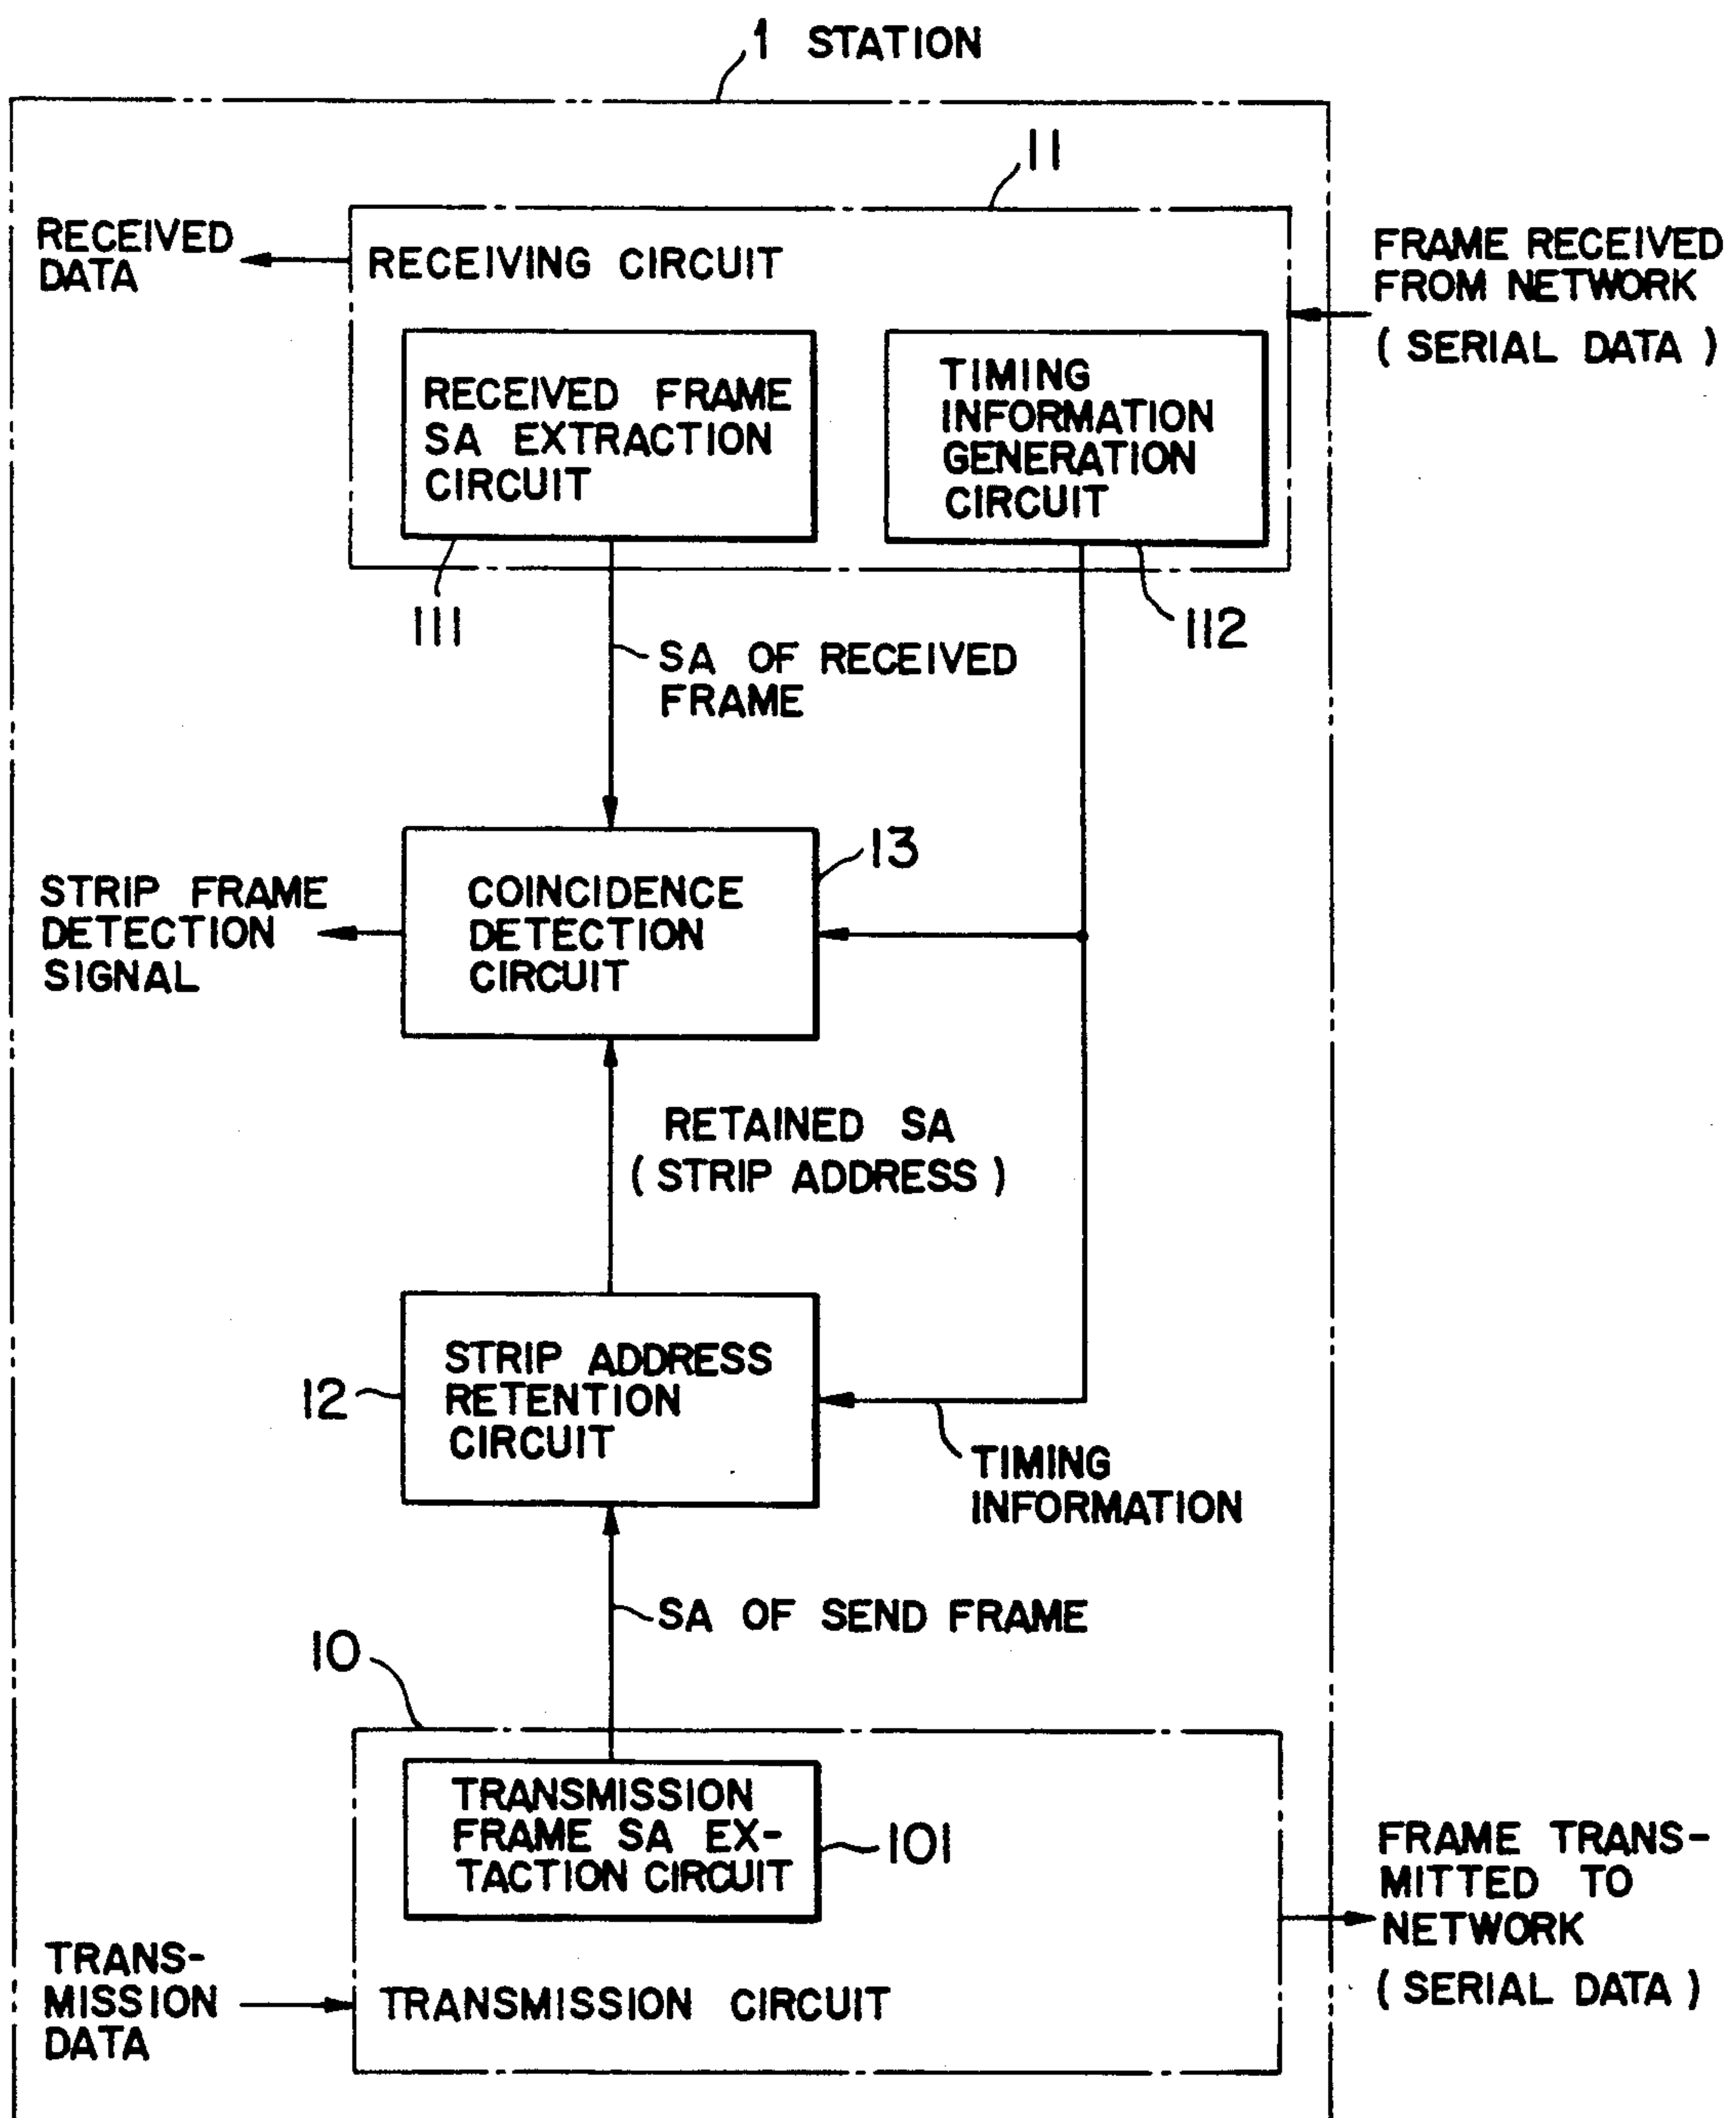 1 STATION
11
RECEIVED
DATA
RECEIVING CIRCUIT
FRAME RECEIVED
FROM NETWORK
( SERIAL DATA )
RECEIVED FRAME
SA EXTRACTION
CIRCUIT
TIMING
INFORMATION
GENERATION
CIRCUIT
111
112
SA OF RECEIVED
FRAME
13
STRIP FRAME
DETECTION
SIGNAL
COINCIDENCE
DETECTION
CIRCUIT
RETAINED SA
( STRIP ADDRESS )
12
STRIP ADDRESS
RETENTION
CIRCUIT
TIMING
INFORMATION
SA OF SEND FRAME
10
TRANSMISSION
FRAME SA EX-
TACTION CIRCUIT
101
FRAME TRANS-
MITTED TO
NETWORK
( SERIAL DATA )
TRANS-
MISSION
DATA
TRANSMISSION CIRCUIT